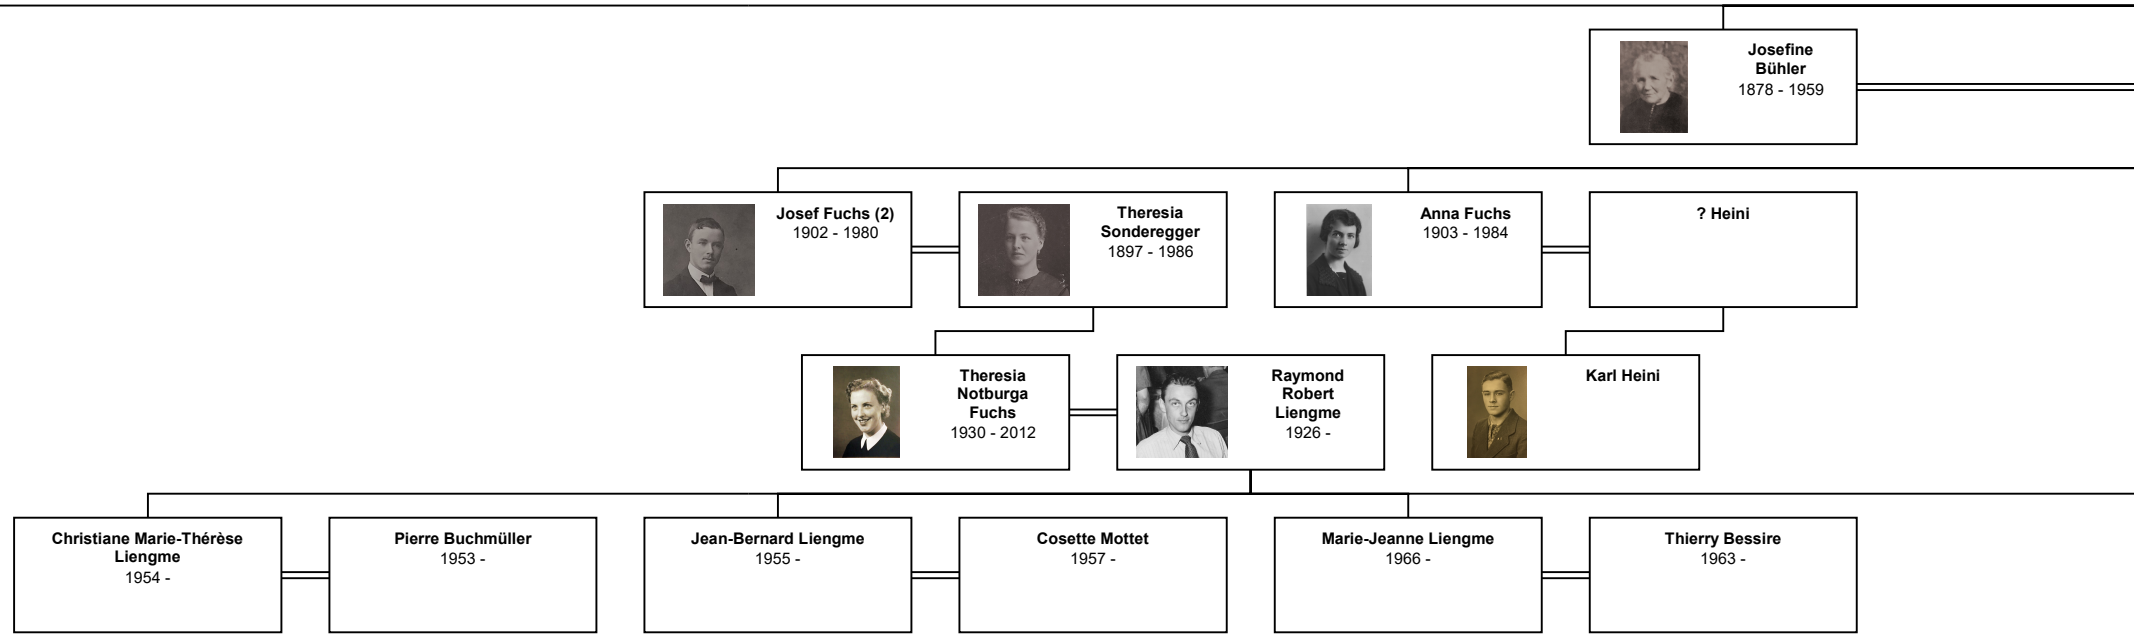 Josefine
Bühler
1878 - 1959
Josef Fuchs (2)
1902 - 1980
Theresia
Sonderegger
1897 - 1986
Anna Fuchs
1903 - 1984
? Heini
Theresia
Notburga
Fuchs
1930 - 2012
Raymond
Robert
Liengme
1926 -
Karl Heini
Christiane Marie-Thérèse
Liengme
1954 -
Pierre Buchmüller
1953 -
Jean-Bernard Liengme
1955 -
Cosette Mottet
1957 -
Marie-Jeanne Liengme
1966 -
Thierry Bessire
1963 -